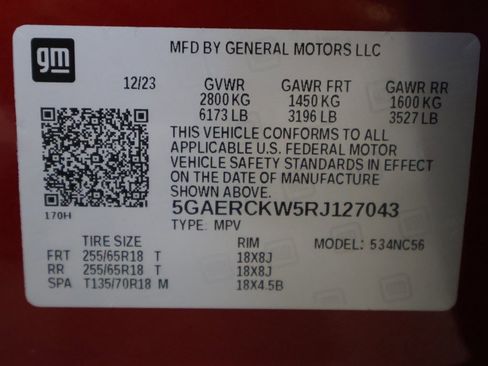 gm
MFD BY GENERAL MOTORS LLC
12/23 GVWR GAWR FRT GAWR RR
2800 KG 1450 KG 1600 KG
6173 LB 3196 LB 3527 LB
THIS VEHICLE CONFORMS TO ALL
APPLICABLE U.S. FEDERAL MOTOR
VEHICLE SAFETY STANDARDS IN EFFECT
ON THE DATE OF MANUFACTURE
SHOWN ABOVE.
170H
5GAERCKW5RJ127043
TYPE: MPV
TIRE SIZE RIM MODEL: 534NC56
FRT 255/65R18 T 18X8J
RR 255/65R18 T 18X8J
SPA T135/70R18 M 18X4.5B